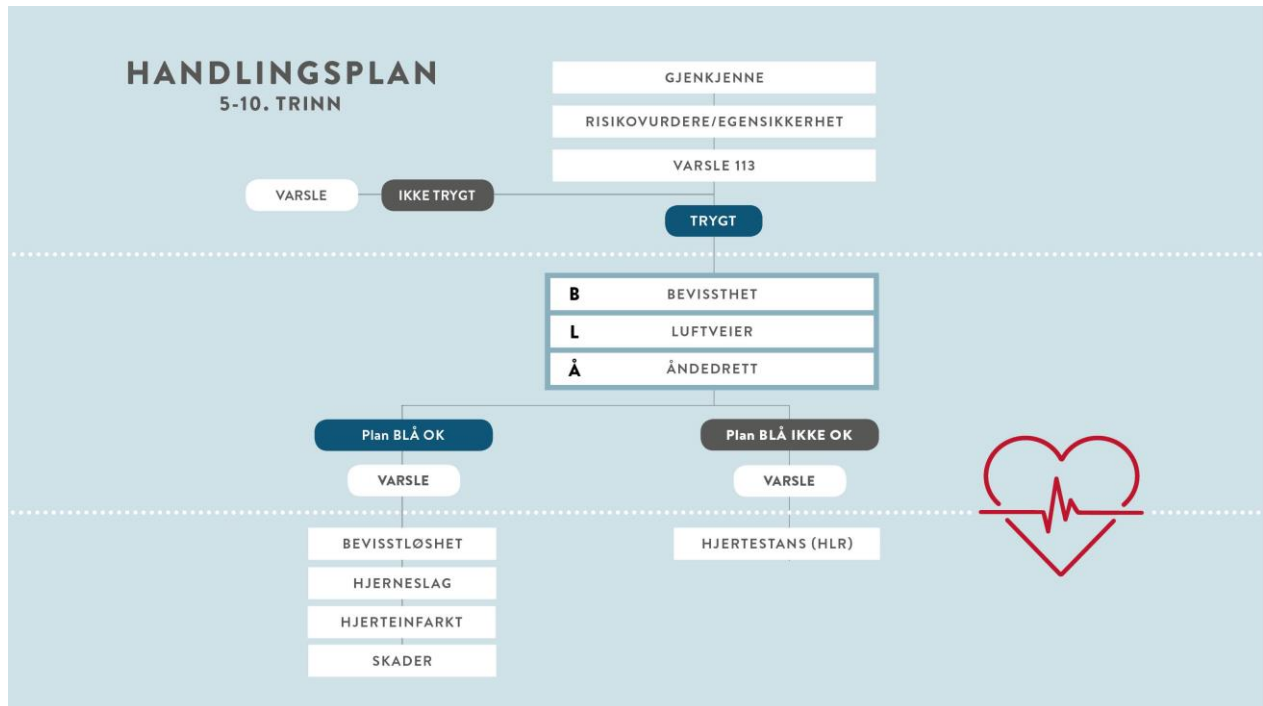 HANDLINGSPLAN
5-10. TRINN
GJENKJENNE
RISIKOVURDERE/EGENSIKKERHET
VARSLE 113
VARSLE
IKKE TRYGT
TRYGT
B BEVISSTHET
L LUFTVEIER
Å ÅNDEDRETT
Plan BLÅ OK
Plan BLÅ IKKE OK
VARSLE
VARSLE
BEVISSTLØSHET
HJERNESLAG
HJERTEINFARKT
SKADER
HJERTESTANS (HLR)